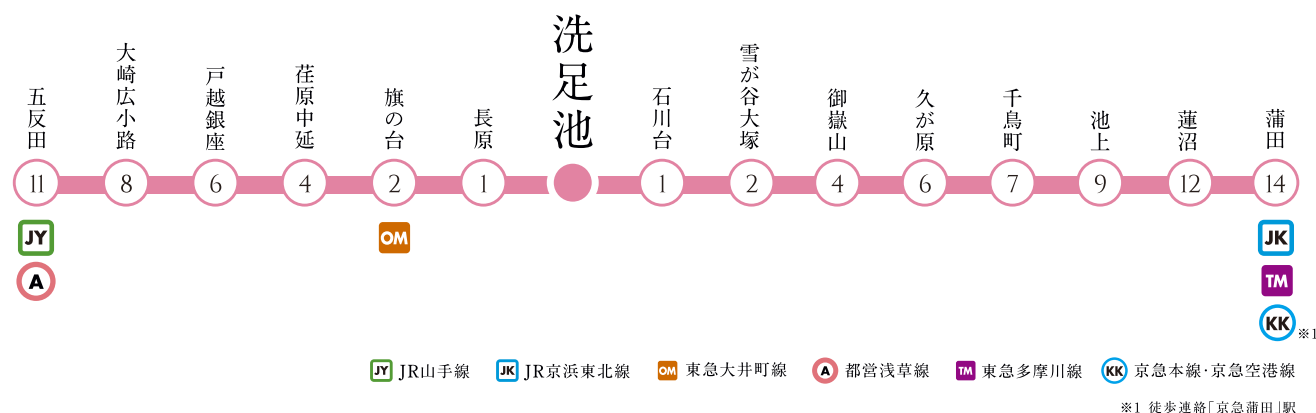 五反田
大崎広小路
戸越銀座
荏原中延
旗の台
長原
洗足池
石川台
雪が谷大塚
御嶽山
久が原
千鳥町
池上
蓮沼
蒲田
11 8 6 4 2 1 1 2 4 6 7 9 12 14
JY OM JK
A TM
KK ※1
JY JR山手線 JK JR京浜東北線 OM 東急大井町線 A 都営浅草線 TM 東急多摩川線 KK 京急本線・京急空港線
※1 徒歩連絡「京急蒲田」駅